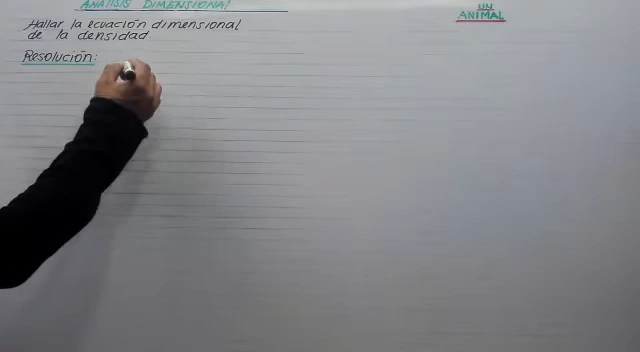 ANÁLISIS DIMENSIONAL
UN
ANIMAL
Hallar la ecuación dimensional
de la densidad.
Resolución: